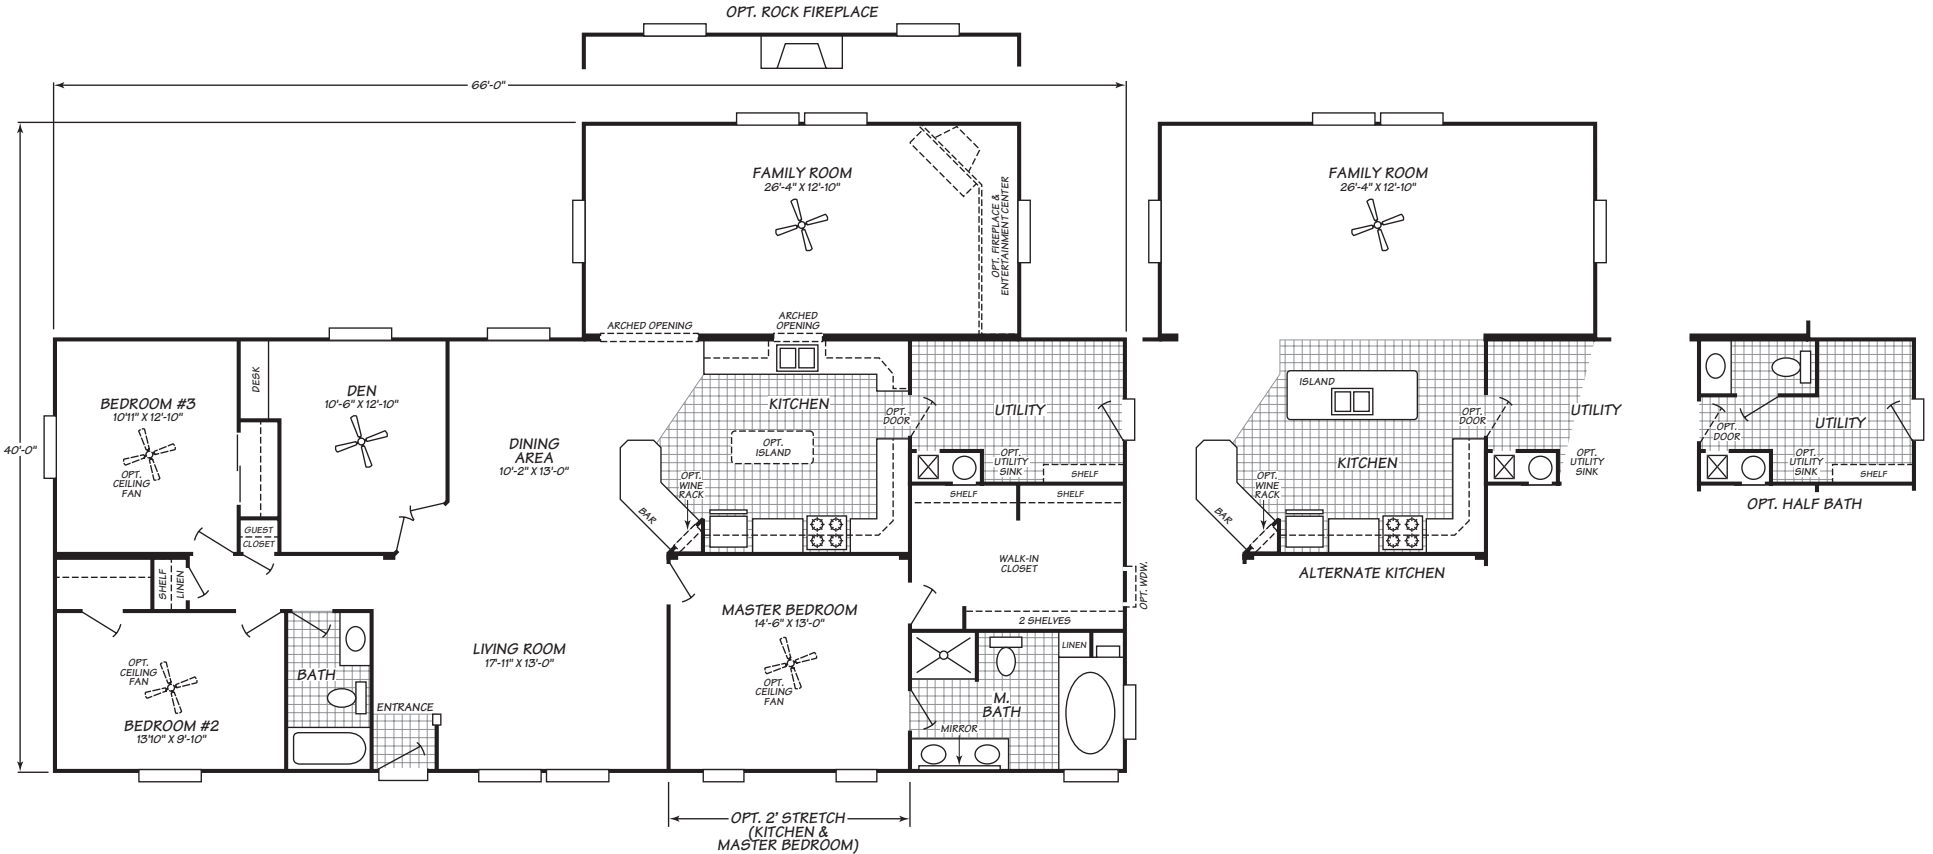 OPT. ROCK FIREPLACE
66'-0"
40'-0"
FAMILY ROOM
26'-4" X 12'-10"
OPT. FIREPLACE &
ENTERTAINMENT CENTER
ARCHED OPENING
ARCHED
OPENING
BEDROOM #3
10'11" X 12'-10"
OPT.
CEILING
FAN
DESK
DEN
10'-6" X 12'-10"
GUEST
CLOSET
DINING
AREA
10'-2" X 13'-0"
KITCHEN
OPT.
ISLAND
OPT.
DOOR
OPT.
WINE
RACK
BAR
UTILITY
OPT.
UTILITY
SINK
SHELF
SHELF
SHELF
WALK-IN
CLOSET
OPT. WDW.
2 SHELVES
SHELF
LINEN
OPT.
CEILING
FAN
BEDROOM #2
13'10" X 9'-10"
BATH
ENTRANCE
LIVING ROOM
17'-11" X 13'-0"
MASTER BEDROOM
14'-6" X 13'-0"
OPT.
CEILING
FAN
LINEN
M.
BATH
MIRROR
OPT. 2' STRETCH
(KITCHEN &
MASTER BEDROOM)
FAMILY ROOM
26'-4" X 12'-10"
ISLAND
OPT.
DOOR
UTILITY
KITCHEN
OPT.
WINE
RACK
BAR
OPT.
UTILITY
SINK
ALTERNATE KITCHEN
OPT.
DOOR
UTILITY
OPT.
UTILITY
SINK
SHELF
OPT. HALF BATH